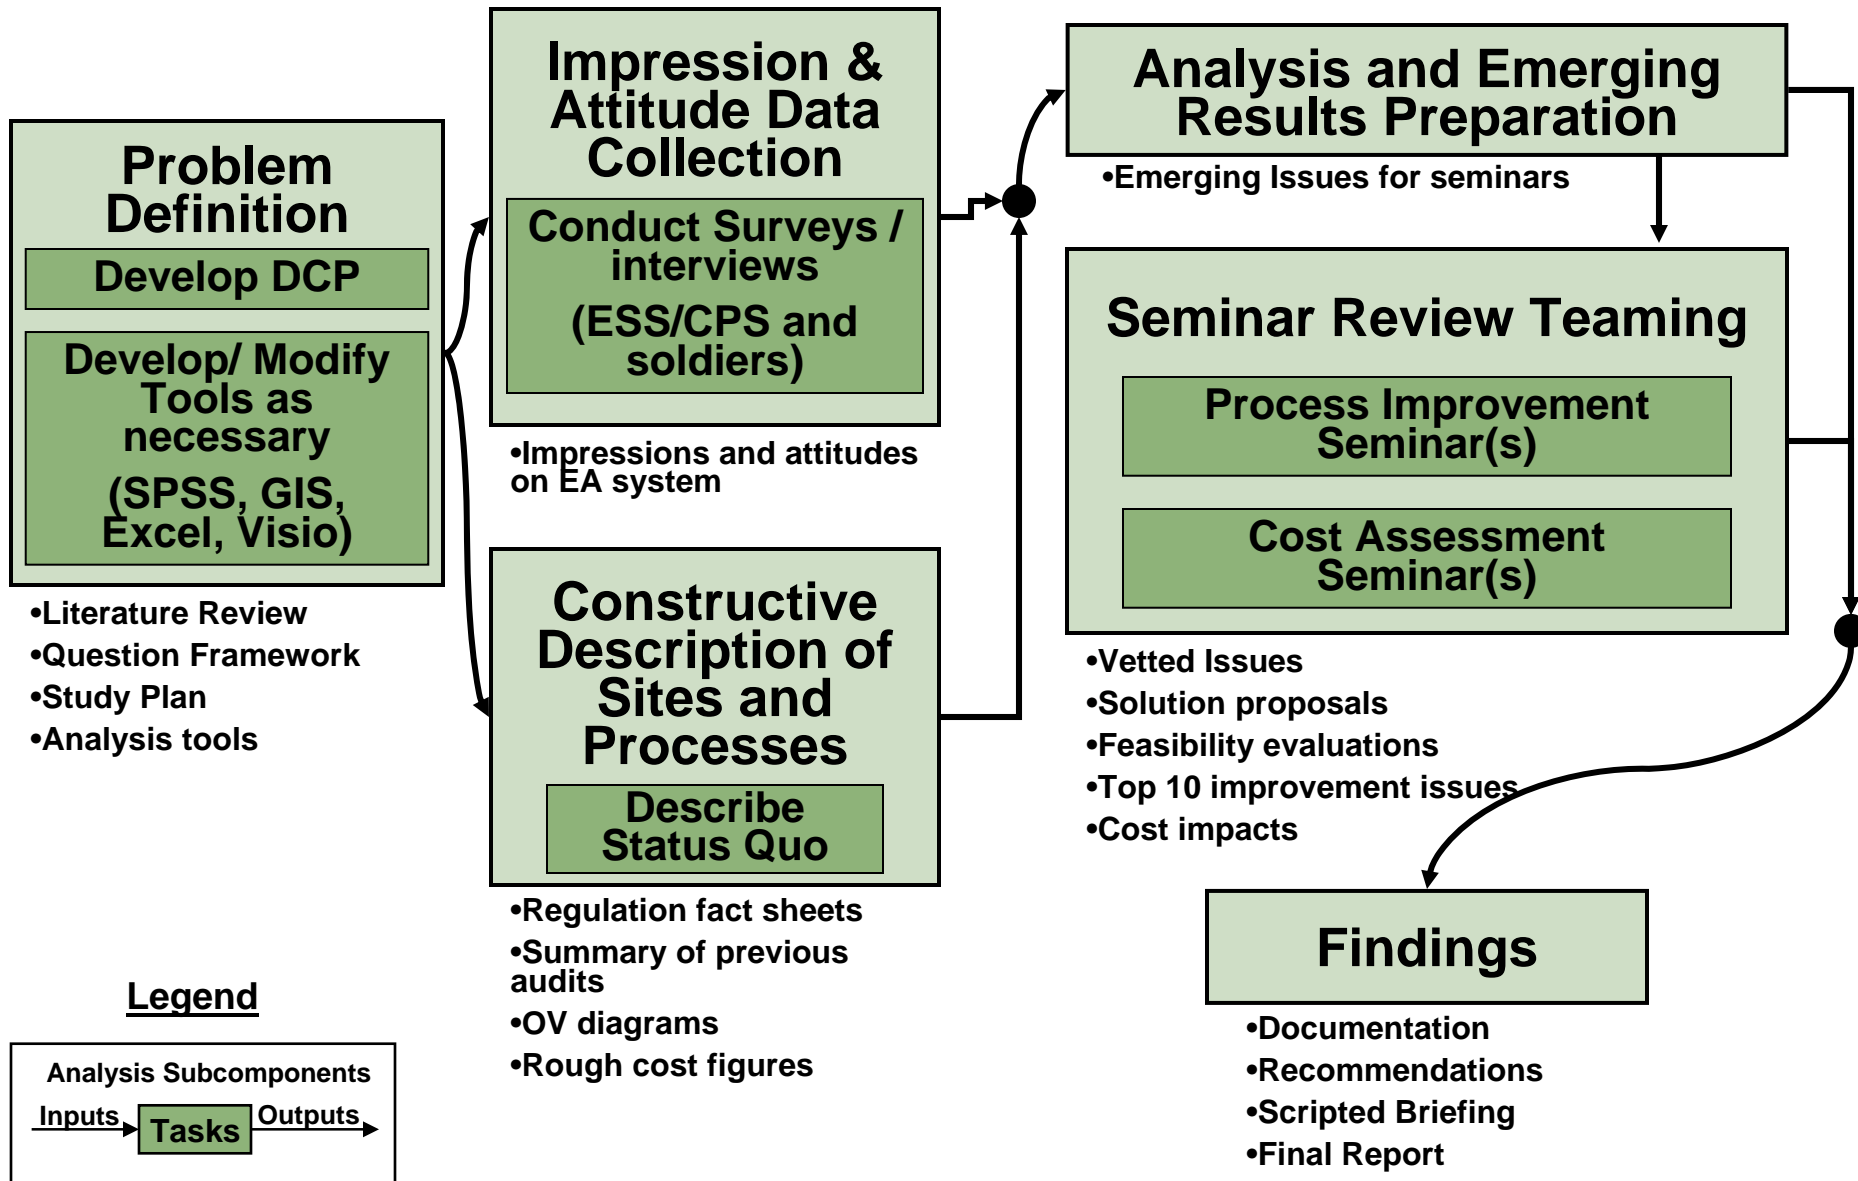 Problem
Definition
Develop DCP
Develop/ Modify
Tools as
necessary
(SPSS, GIS,
Excel, Visio)
•Literature Review
•Question Framework
•Study Plan
•Analysis tools
Impression &
Attitude Data
Collection
Conduct Surveys /
interviews
(ESS/CPS and
soldiers)
•Impressions and attitudes
on EA system
Constructive
Description of
Sites and
Processes
Describe
Status Quo
•Regulation fact sheets
•Summary of previous
audits
•OV diagrams
•Rough cost figures
Analysis and Emerging
Results Preparation
•Emerging Issues for seminars
Seminar Review Teaming
Process Improvement
Seminar(s)
Cost Assessment
Seminar(s)
•Vetted Issues
•Solution proposals
•Feasibility evaluations
•Top 10 improvement issues
•Cost impacts
Findings
•Documentation
•Recommendations
•Scripted Briefing
•Final Report
Legend
Analysis Subcomponents
Inputs
Tasks
Outputs